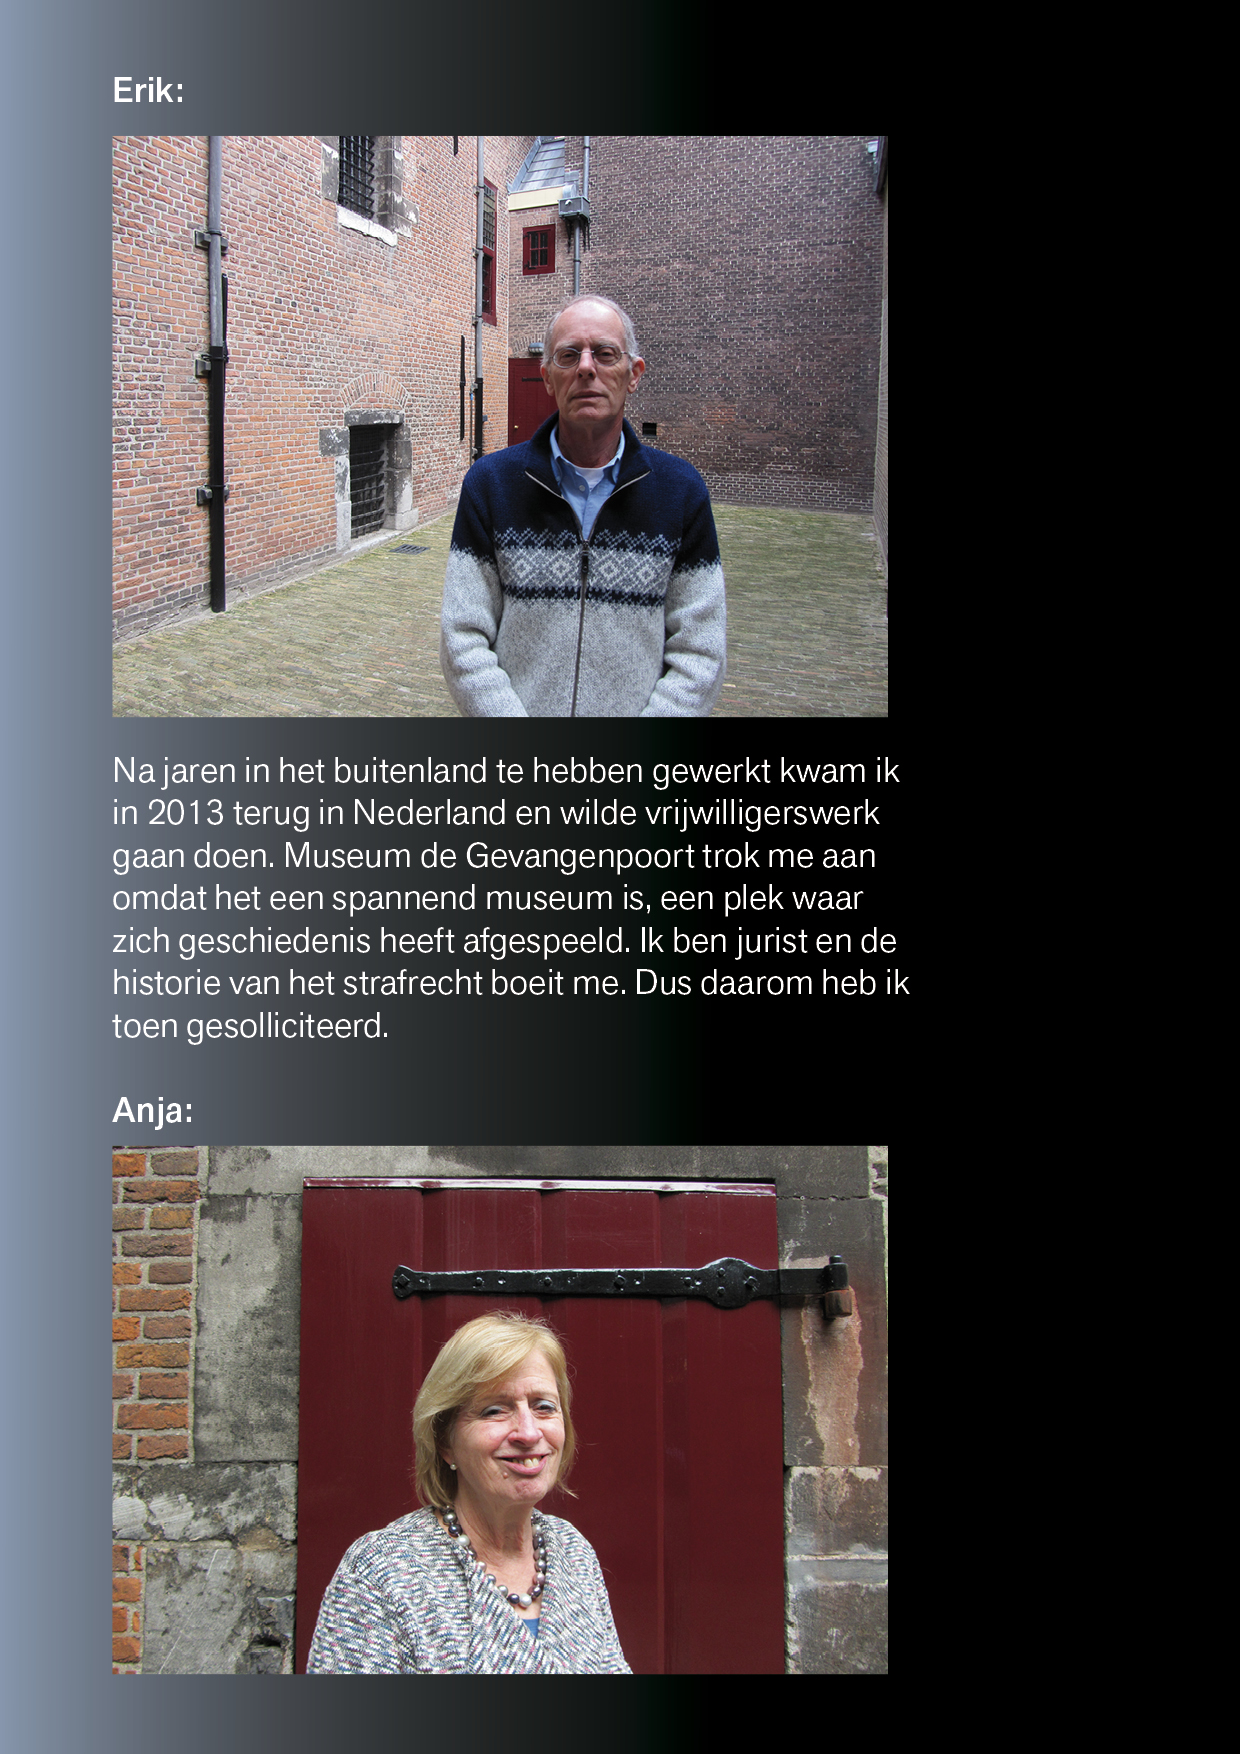 Erik:
Na jaren in het buitenland te hebben gewerkt kwam ik
in 2013 terug in Nederland en wilde vrijwilligerswerk
gaan doen. Museum de Gevangenpoort trok me aan
omdat het een spannend museum is, een plek waar
zich geschiedenis heeft afgespeeld. Ik ben jurist en de
historie van het strafrecht boeit me. Dus daarom heb ik
toen gesolliciteerd.
Anja: